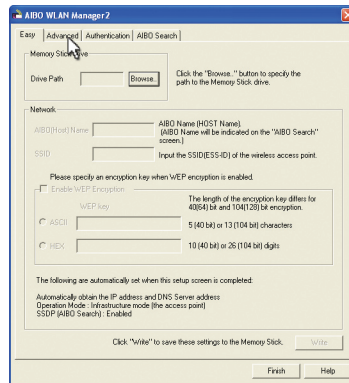 AIBO WLAN Manager2
Easy Advanced Authentication AIBO Search
Memory Stick Drive
Drive Path
Browse..
Click the "Browse.." button to specify the
path to the Memory Stick drive.
Network
AIBO(Host) Name
AIBO Name (HOST Name).
(AIBO Name will be indicated on the "AIBO Search"
screen.)
SSID
Input the SSID(ESS-ID) of the wireless access point.
Please specify an encryption key when WEP encryption is enabled.
Enable WEP Encryption
WEP key
The length of the encryption key differs for
40(64) bit and 104(128) bit encryption.
ASCII
5 (40 bit) or 13 (104 bit) characters
HEX
10 (40 bit) or 26 (104 bit) digits
The following are automatically set when this setup screen is completed:
Automatically obtain the IP address and DNS Server address
Operation Mode : Infrastructure mode (the access point)
SSDP (AIBO Search) : Enabled
Click "Write" to save these settings to the Memory Stick.
Write
Finish
Help